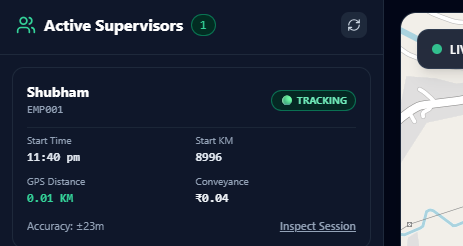 Active Supervisors 1
Shubham
EMP001
TRACKING
Start Time
11:40 pm
Start KM
8996
GPS Distance
0.01 KM
Conveyance
₹0.04
Accuracy: ±23m
Inspect Session